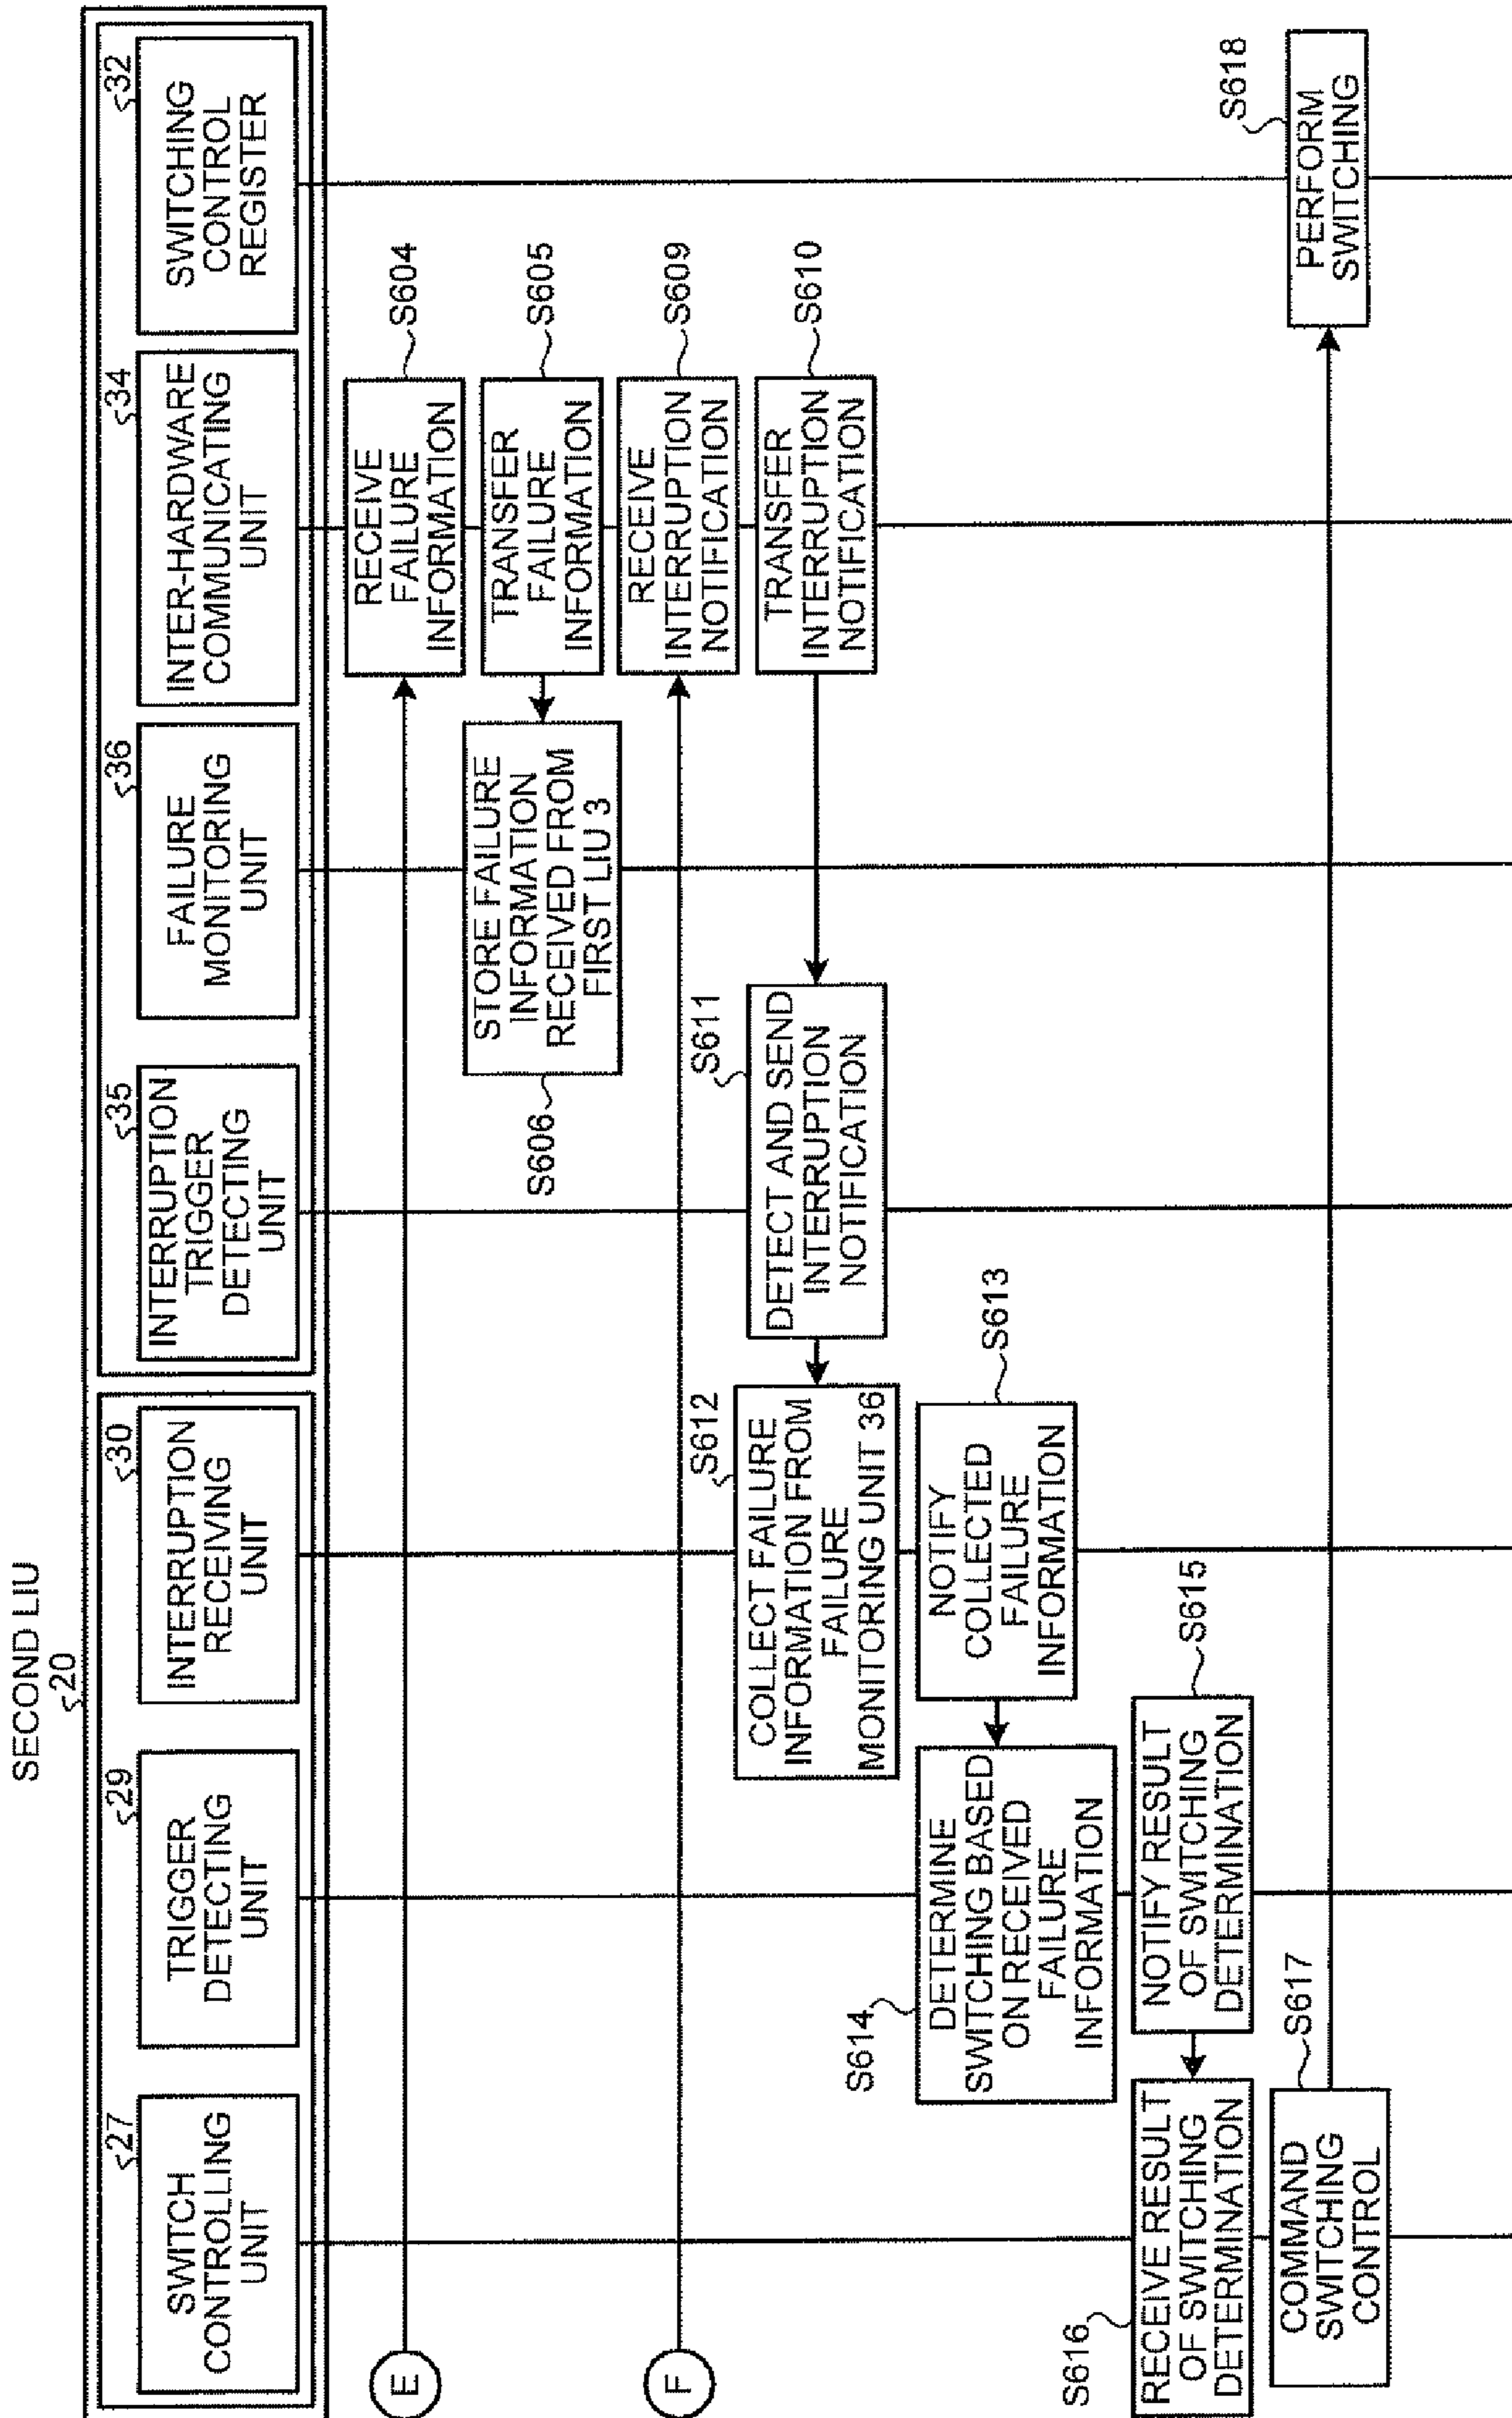 SECOND LIU
20
27
SWITCH
CONTROLLING
UNIT
29
TRIGGER
DETECTING
UNIT
30
INTERRUPTION
RECEIVING
UNIT
35
INTERRUPTION
TRIGGER
DETECTING
UNIT
36
FAILURE
MONITORING
UNIT
34
INTER-HARDWARE
COMMUNICATING
UNIT
32
SWITCHING
CONTROL
REGISTER
E
RECEIVE
FAILURE
INFORMATION
S604
TRANSFER
FAILURE
INFORMATION
S605
STORE FAILURE
INFORMATION
RECEIVED FROM
FIRST LIU 3
S606
F
RECEIVE
INTERRUPTION
NOTIFICATION
S609
TRANSFER
INTERRUPTION
NOTIFICATION
S610
S611
DETECT AND SEND
INTERRUPTION
NOTIFICATION
S612
COLLECT FAILURE
INFORMATION FROM
FAILURE
MONITORING UNIT 36
NOTIFY
COLLECTED
FAILURE
INFORMATION
S613
S614
DETERMINE
SWITCHING BASED
ON RECEIVED
FAILURE
INFORMATION
NOTIFY RESULT
OF SWITCHING
DETERMINATION
S615
S616
RECEIVE RESULT
OF SWITCHING
DETERMINATION
COMMAND
SWITCHING
CONTROL
S617
S618
PERFORM
SWITCHING